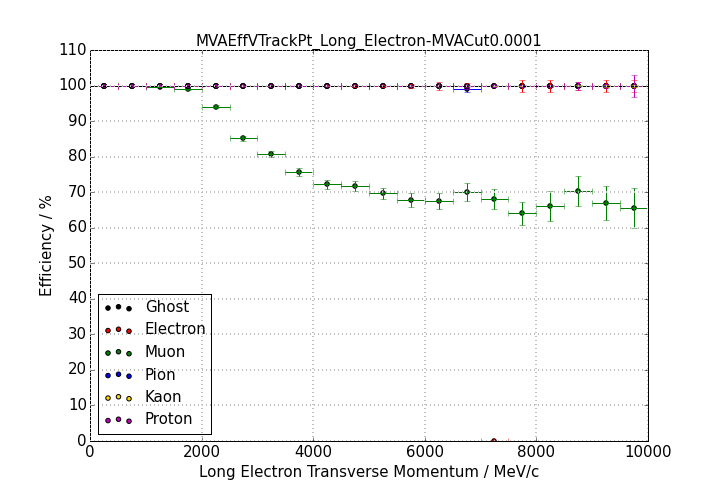 MVAEffVTrackPt_Long_Electron-MVACut0.0001
110
100
90
80
70
60
50
40
30
20
10
0
Efficiency / %
Ghost
Electron
Muon
Pion
Kaon
Proton
0 2000 4000 6000 8000 10000
Long Electron Transverse Momentum / MeV/c